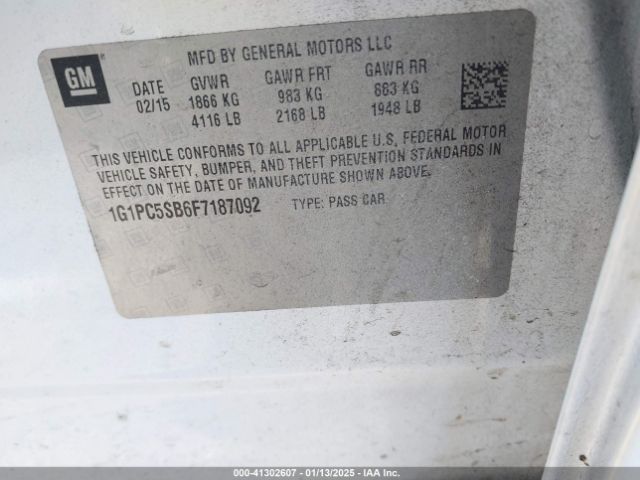 GM
MFD BY GENERAL MOTORS LLC
DATE GVWR GAWR FRT GAWR RR
02/15 1866 KG 983 KG 883 KG
4116 LB 2168 LB 1948 LB
THIS VEHICLE CONFORMS TO ALL APPLICABLE U.S. FEDERAL MOTOR
VEHICLE SAFETY, BUMPER, AND THEFT PREVENTION STANDARDS IN
EFFECT ON THE DATE OF MANUFACTURE SHOWN ABOVE.
1G1PC5SB6F7187092 TYPE: PASS CAR
000-41302607 - 01/13/2025 - IAA Inc.